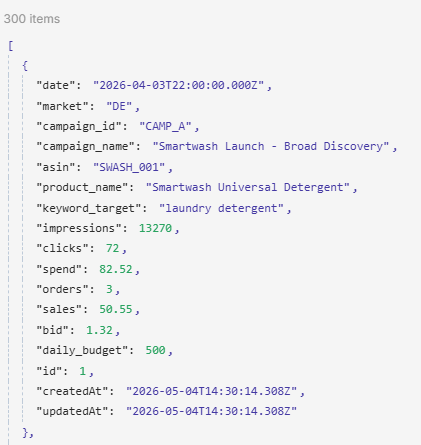 300 items
[
{
"date": "2026-04-03T22:00:00.000Z",
"market": "DE",
"campaign_id": "CAMP_A",
"campaign_name": "Smartwash Launch - Broad Discovery",
"asin": "SWASH_001",
"product_name": "Smartwash Universal Detergent",
"keyword_target": "laundry detergent",
"impressions": 13270,
"clicks": 72,
"spend": 82.52,
"orders": 3,
"sales": 50.55,
"bid": 1.32,
"daily_budget": 500,
"id": 1,
"createdAt": "2026-05-04T14:30:14.308Z",
"updatedAt": "2026-05-04T14:30:14.308Z"
},